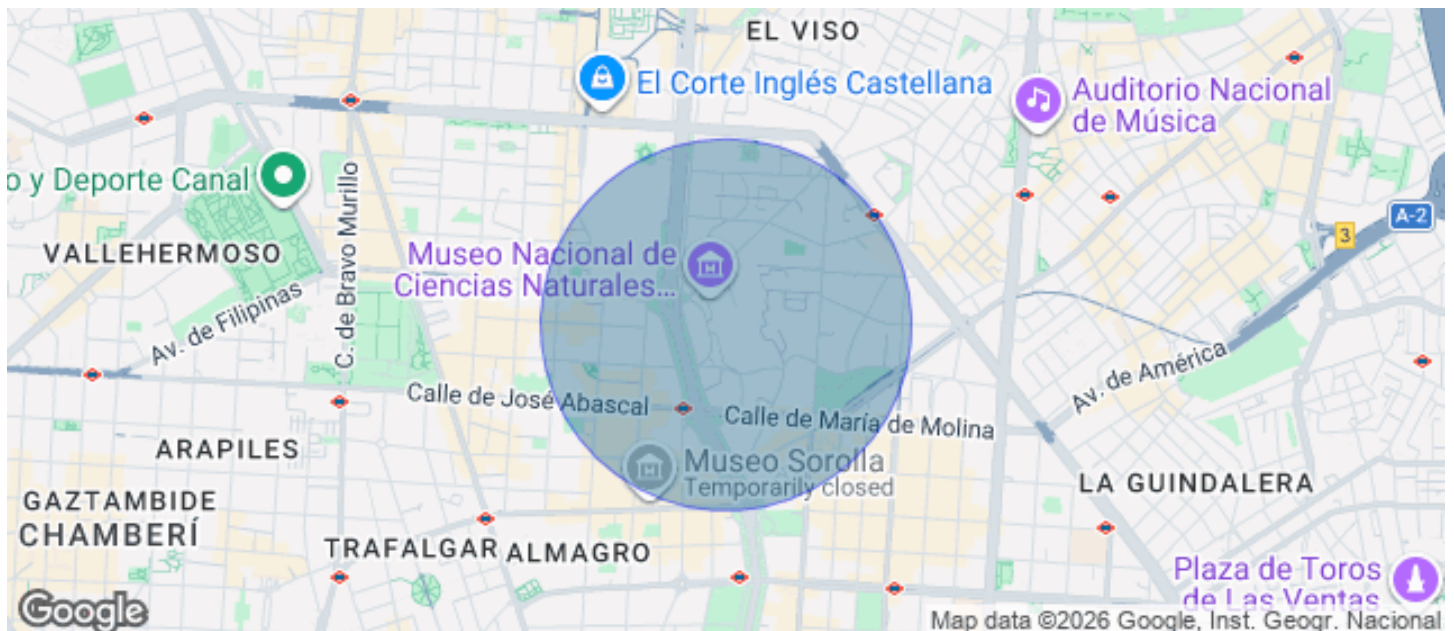 EL VISO
El Corte Inglés Castellana
Auditorio Nacional
de Música
o y Deporte Canal
A-2
3
VALLEHERMOSO
C. de Bravo Murillo
Museo Nacional de
Ciencias Naturales...
Av. de Filipinas
Av. de América
Calle de José Abascal
Calle de María de Molina
ARAPILES
Museo Sorolla
Temporarily closed
LA GUINDALERA
GAZTAMBIDE
CHAMBERÍ
TRAFALGAR
ALMAGRO
Plaza de Toros
de Las Ventas
Google
Map data ©2026 Google, Inst. Geogr. Nacional